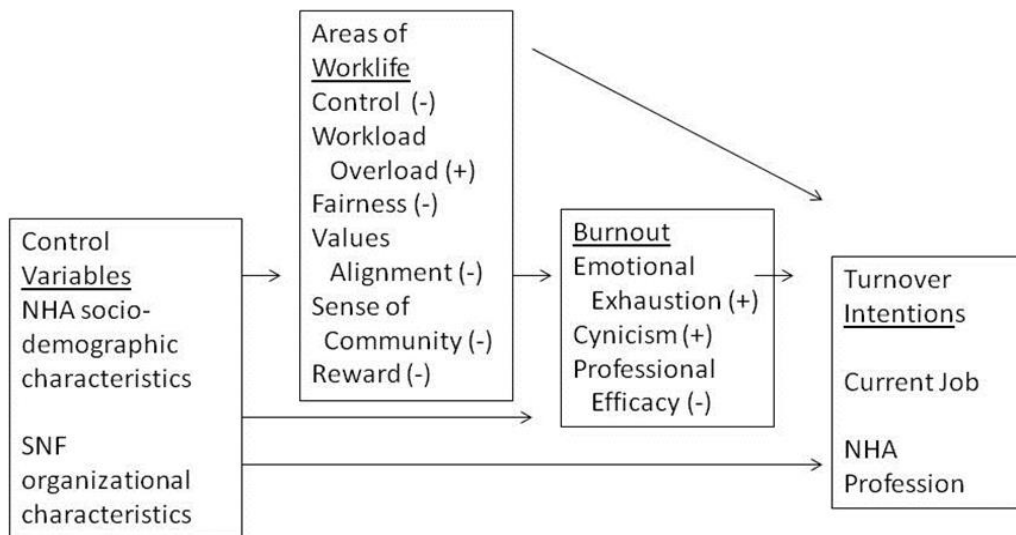 Areas of
Worklife
Control (-)
Workload
Overload (+)
Fairness (-)
Values
Alignment (-)
Sense of
Community (-)
Reward (-)
Control
Variables
NHA socio-
demographic
characteristics
SNF
organizational
characteristics
Burnout
Emotional
Exhaustion (+)
Cynicism (+)
Professional
Efficacy (-)
Turnover
Intentions
Current Job
NHA
Profession